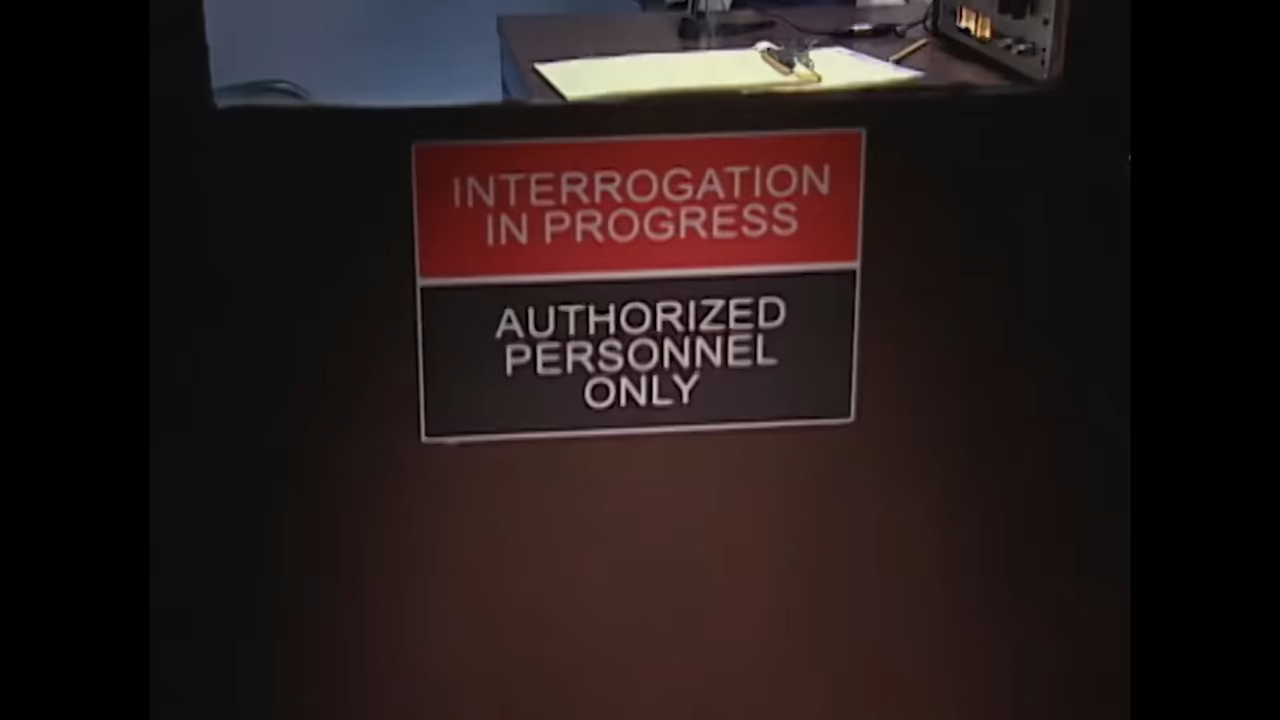 INTERROGATION
IN PROGRESS
AUTHORIZED
PERSONNEL
ONLY